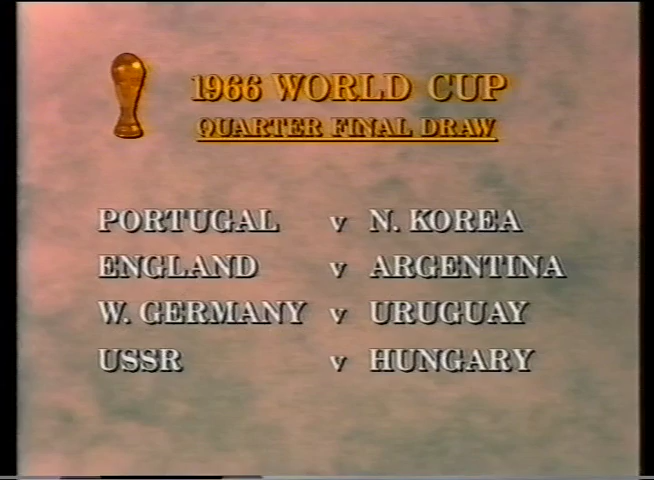 1966 WORLD CUP
QUARTER FINAL DRAW
PORTUGAL v N. KOREA
ENGLAND v ARGENTINA
W. GERMANY v URUGUAY
USSR v HUNGARY